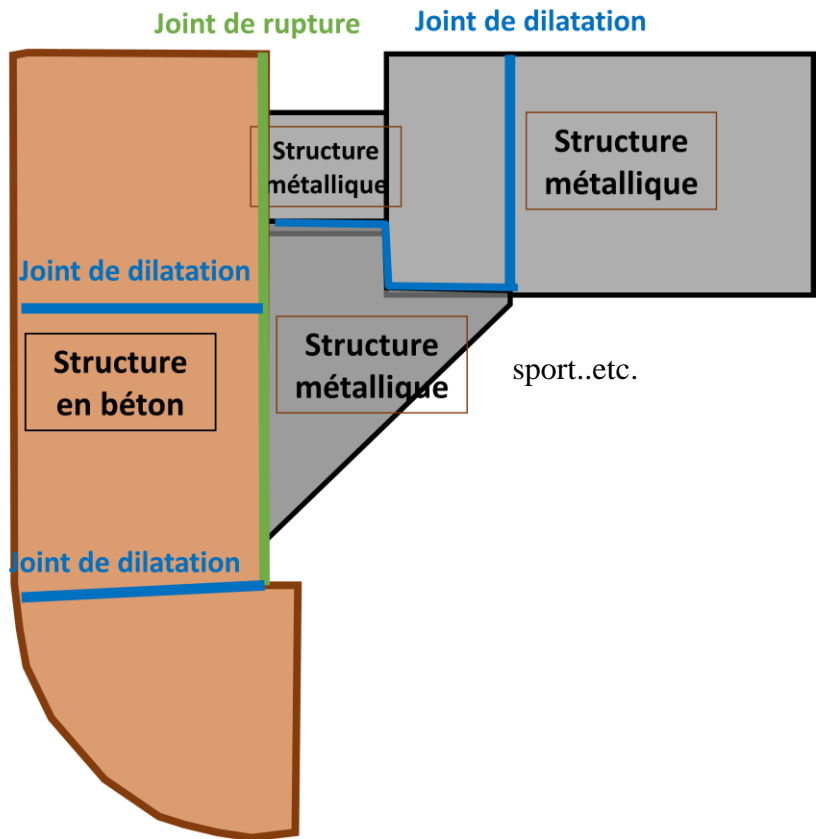 Joint de rupture
Joint de dilatation
Structure
métallique
Structure
métallique
Joint de dilatation
Structure
en béton
Structure
métallique
sport..etc.
Joint de dilatation